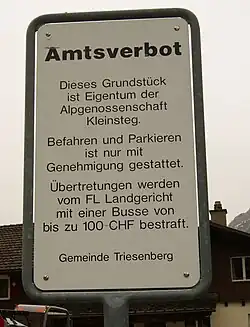 Amtsverbot
Dieses Grundstück
ist Eigentum der
Alpgenossenschaft
Kleinsteg.
Befahren und Parkieren
ist nur mit
Genehmigung gestattet.
Übertretungen werden
vom FL Landgericht
mit einer Busse von
bis zu 100 CHF bestraft.
Gemeinde Triesenberg